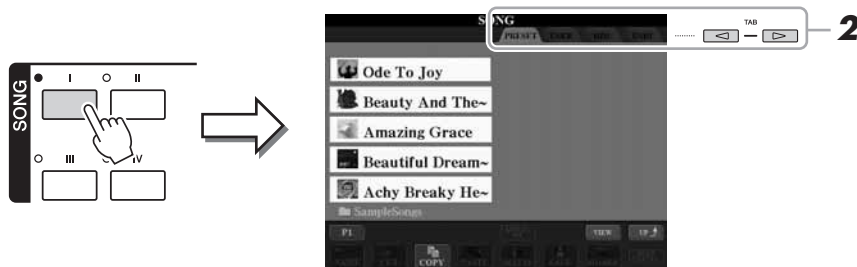 SONG
I
II
III
IV
SONG
PRESET USER
TAB
2
Ode To Joy
Beauty And The~
Amazing Grace
Beautiful Dream~
Achy Breaky He~
SampleSongs
P1
VIEW
UP
COPY